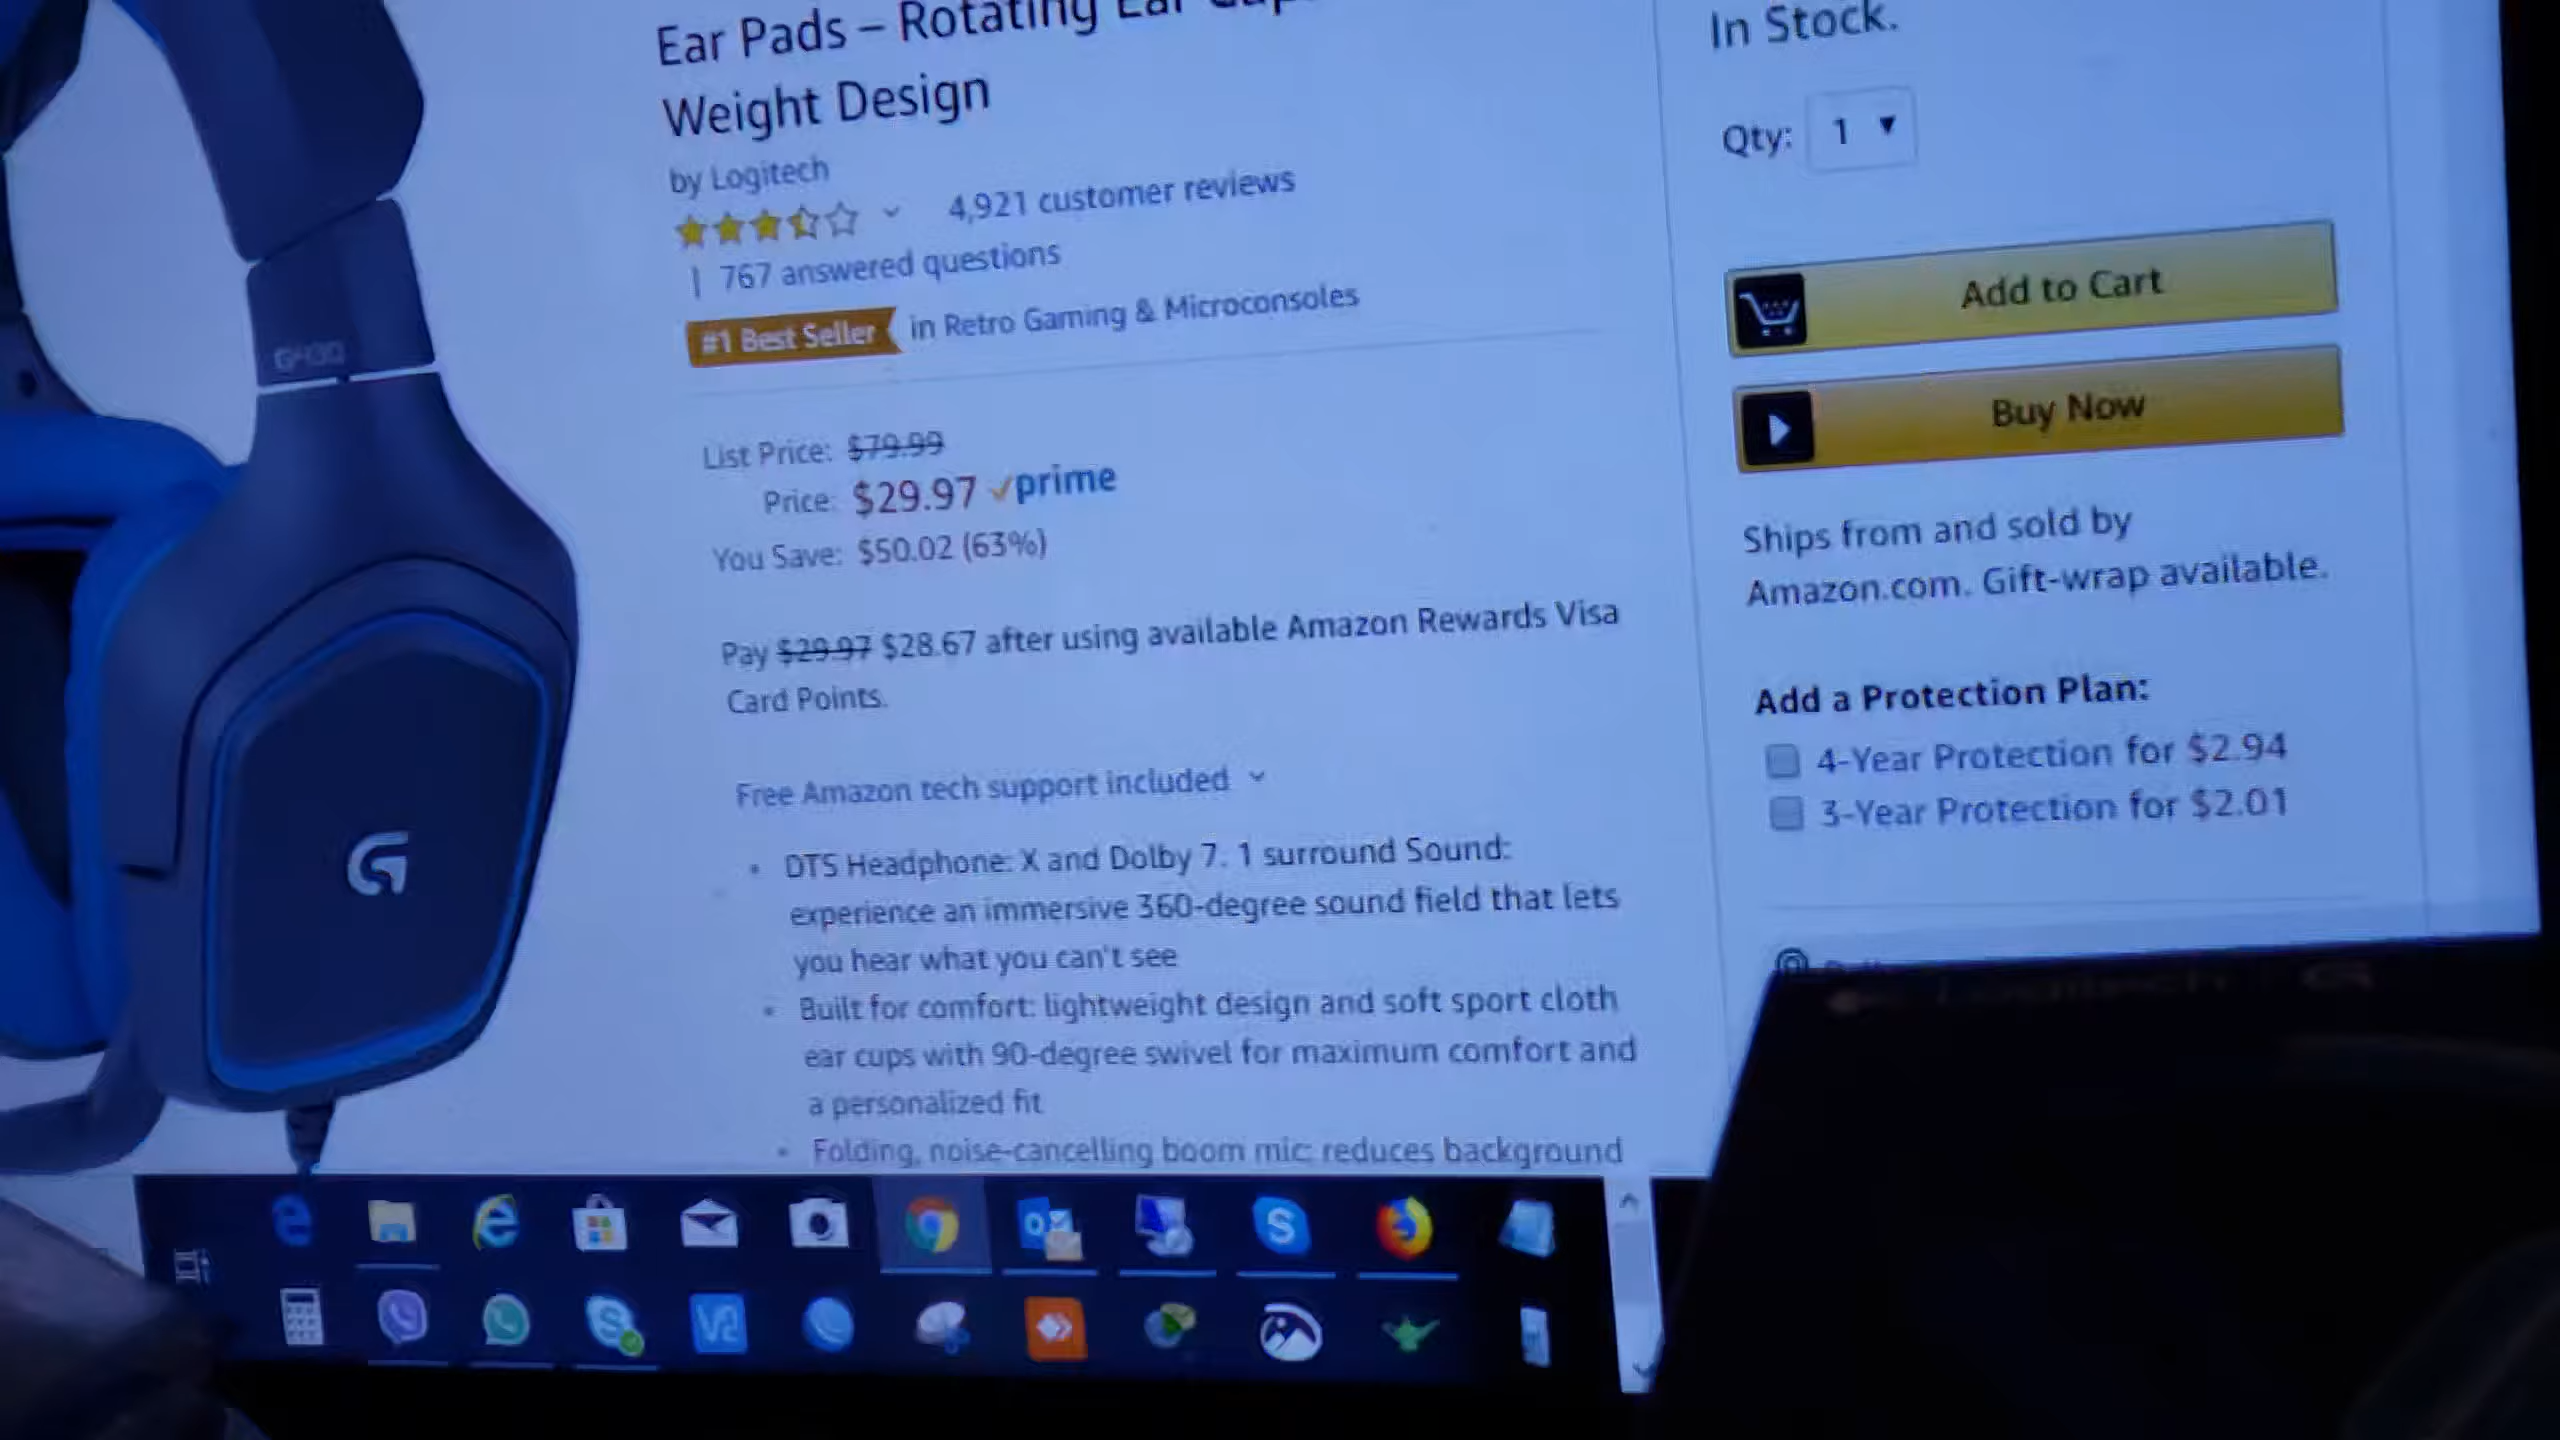 Ear Pads – Rotating Ear
Weight Design
by Logitech
4,921 customer reviews
| 767 answered questions
#1 Best Seller in Retro Gaming & Microconsoles
List Price: $79.99
Price: $29.97 prime
You Save: $50.02 (63%)
Pay $29.97 $28.67 after using available Amazon Rewards Visa
Card Points.
Free Amazon tech support included
• DTS Headphone: X and Dolby 7. 1 surround Sound:
experience an immersive 360-degree sound field that lets
you hear what you can't see
• Built for comfort: lightweight design and soft sport cloth
ear cups with 90-degree swivel for maximum comfort and
a personalized fit
• Folding, noise-cancelling boom mic: reduces background
In Stock.
Qty: 1
Add to Cart
Buy Now
Ships from and sold by
Amazon.com. Gift-wrap available.
Add a Protection Plan:
4-Year Protection for $2.94
3-Year Protection for $2.01
G430
G
Logitech G